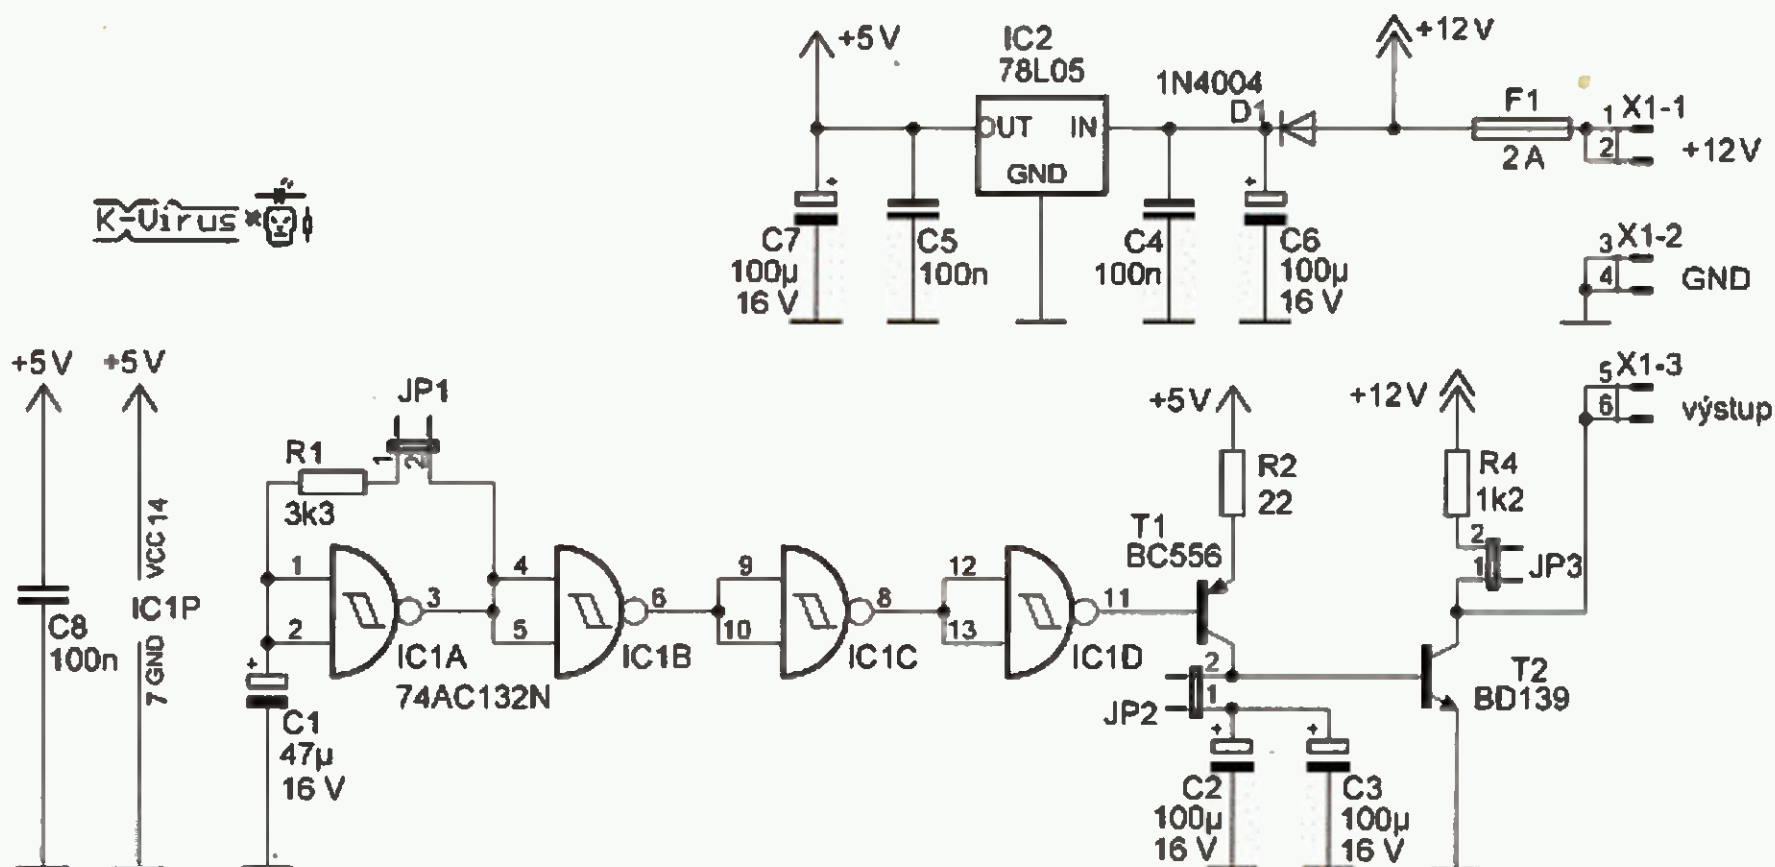 +5V
IC2
78L05
+12V
1N4004
D1
F1
2 A
1 X1-1
2
+12V
OUT IN
GND
K-Virus
C7
100µ
16 V
C5
100n
C4
100n
C6
100µ
16 V
3 X1-2
4
GND
+5V
+5V
JP1
1 2
R1
3k3
+5V
+12V
5 X1-3
6
výstup
R2
22
R4
1k2
2
1
JP3
T1
BC556
C8
100n
VCC 14
IC1P
7 GND
1
2
3
IC1A
74AC132N
4
5
6
IC1B
9
10
8
IC1C
12
13
11
IC1D
C1
47µ
16 V
2
1
JP2
T2
BD139
C2
100µ
16 V
C3
100µ
16 V